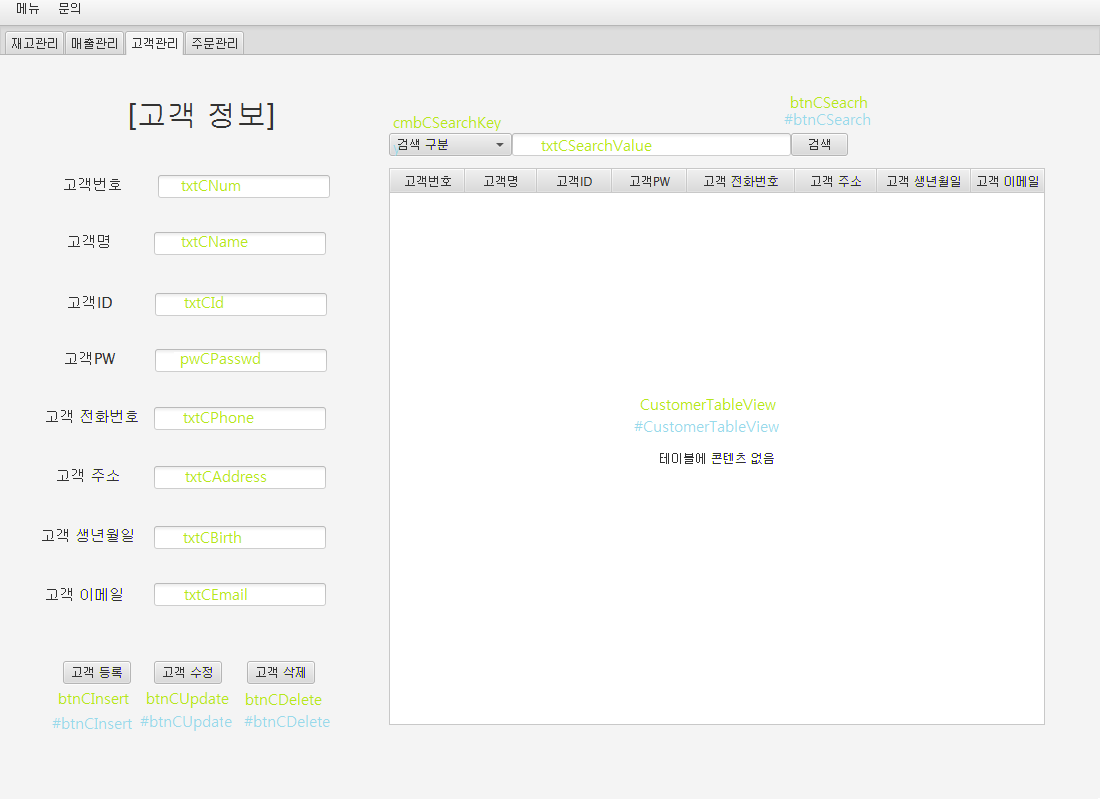 메뉴 문의
재고관리 매출관리 고객관리 주문관리
[고객 정보]
고객번호 txtCNum
고객명 txtCName
고객ID txtCId
고객PW pwCPasswd
고객 전화번호 txtCPhone
고객 주소 txtCAddress
고객 생년월일 txtCBirth
고객 이메일 txtCEmail
고객 등록 고객 수정 고객 삭제
btnCInsert btnCUpdate btnCDelete
#btnCInsert #btnCUpdate #btnCDelete
cmbCSearchKey
btnCSeacrh
#btnCSearch
검색 구분 txtCSearchValue 검색
고객번호 고객명 고객ID 고객PW 고객 전화번호 고객 주소 고객 생년월일 고객 이메일
CustomerTableVIew
#CustomerTableView
테이블에 콘텐츠 없음